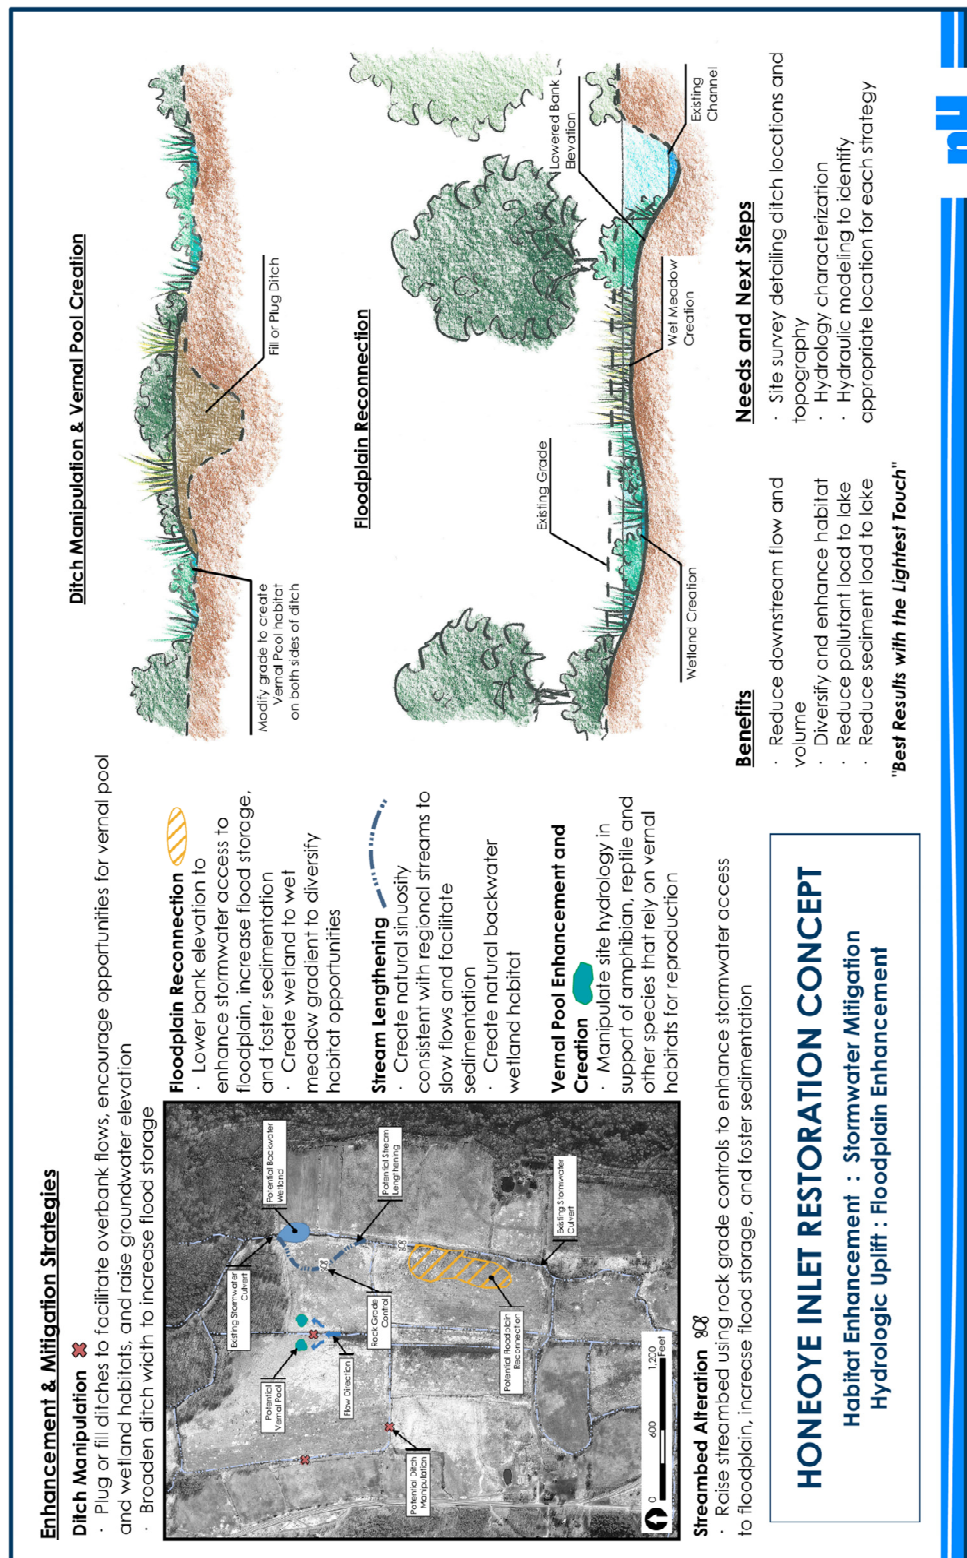 Enhancement & Mitigation Strategies
Ditch Manipulation
· Plug or fill ditches to facilitate overbank flows, encourage opportunities for vernal pool
and wetland habitats, and raise groundwater elevation
· Broaden ditch width to increase flood storage
Existing Stormwater
Culvert
Potential Backwater
Wetland
Potential
Vernal Pools
Flow Direction
Rock Grade
Control
Potential Stream
Lengthening
Potential Ditch
Manipulation
Potential Floodplain
Reconnection
Existing Stormwater
Culvert
0 600 1,200
Feet
Floodplain Reconnection
· Lower bank elevation to
enhance stormwater access to
floodplain, increase flood storage,
and foster sedimentation
· Create wetland to wet
meadow gradient to diversify
habitat opportunities
Stream Lengthening
· Create natural sinuosity
consistent with regional streams to
slow flows and facilitate
sedimentation
· Create natural backwater
wetland habitat
Vernal Pool Enhancement and
Creation
· Manipulate site hydrology in
support of amphibian, reptile and
other species that rely on vernal
habitats for reproduction
Streambed Alteration
· Raise streambed using rock grade controls to enhance stormwater access
to floodplain, increase flood storage, and foster sedimentation
HONEOYE INLET RESTORATION CONCEPT
Habitat Enhancement : Stormwater Mitigation
Hydrologic Uplift : Floodplain Enhancement
Ditch Manipulation & Vernal Pool Creation
Modify grade to create
Vernal Pool habitat
on both sides of ditch
Fill or Plug Ditch
Floodplain Reconnection
Existing Grade
Lowered Bank
Elevation
Wetland Creation
Wet Meadow
Creation
Existing
Channel
Benefits
· Reduce downstream flow and
volume
· Diversify and enhance habitat
· Reduce pollutant load to lake
· Reduce sediment load to lake
"Best Results with the Lightest Touch"
Needs and Next Steps
· Site survey detailing ditch locations and
topography
· Hydrology characterization
· Hydraulic modeling to identify
appropriate location for each strategy